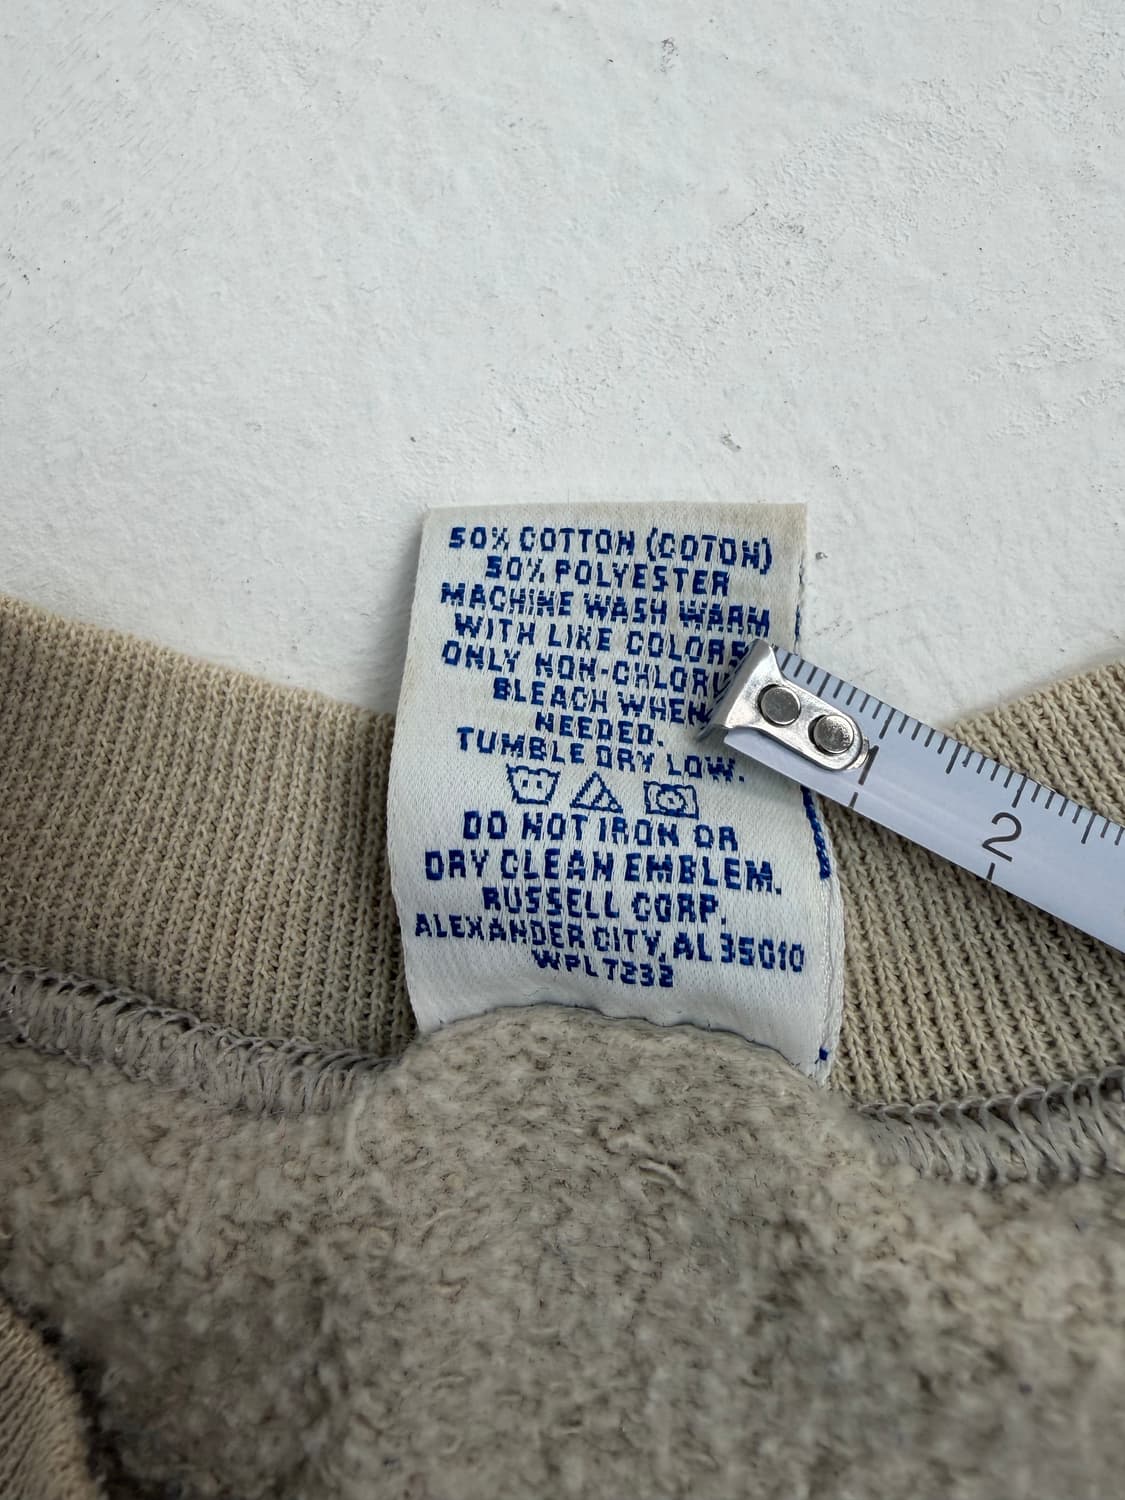 50% COTTON (COTON)
50% POLYESTER
MACHINE WASH WARM
WITH LIKE COLORS
ONLY NON-CHLORI
BLEACH WHEN
NEEDED.
TUMBLE DRY LOW.
DO NOT IRON OR
DRY CLEAN EMBLEM.
RUSSELL CORP.
ALEXANDER CITY, AL 35010
WPL 7232
1
2